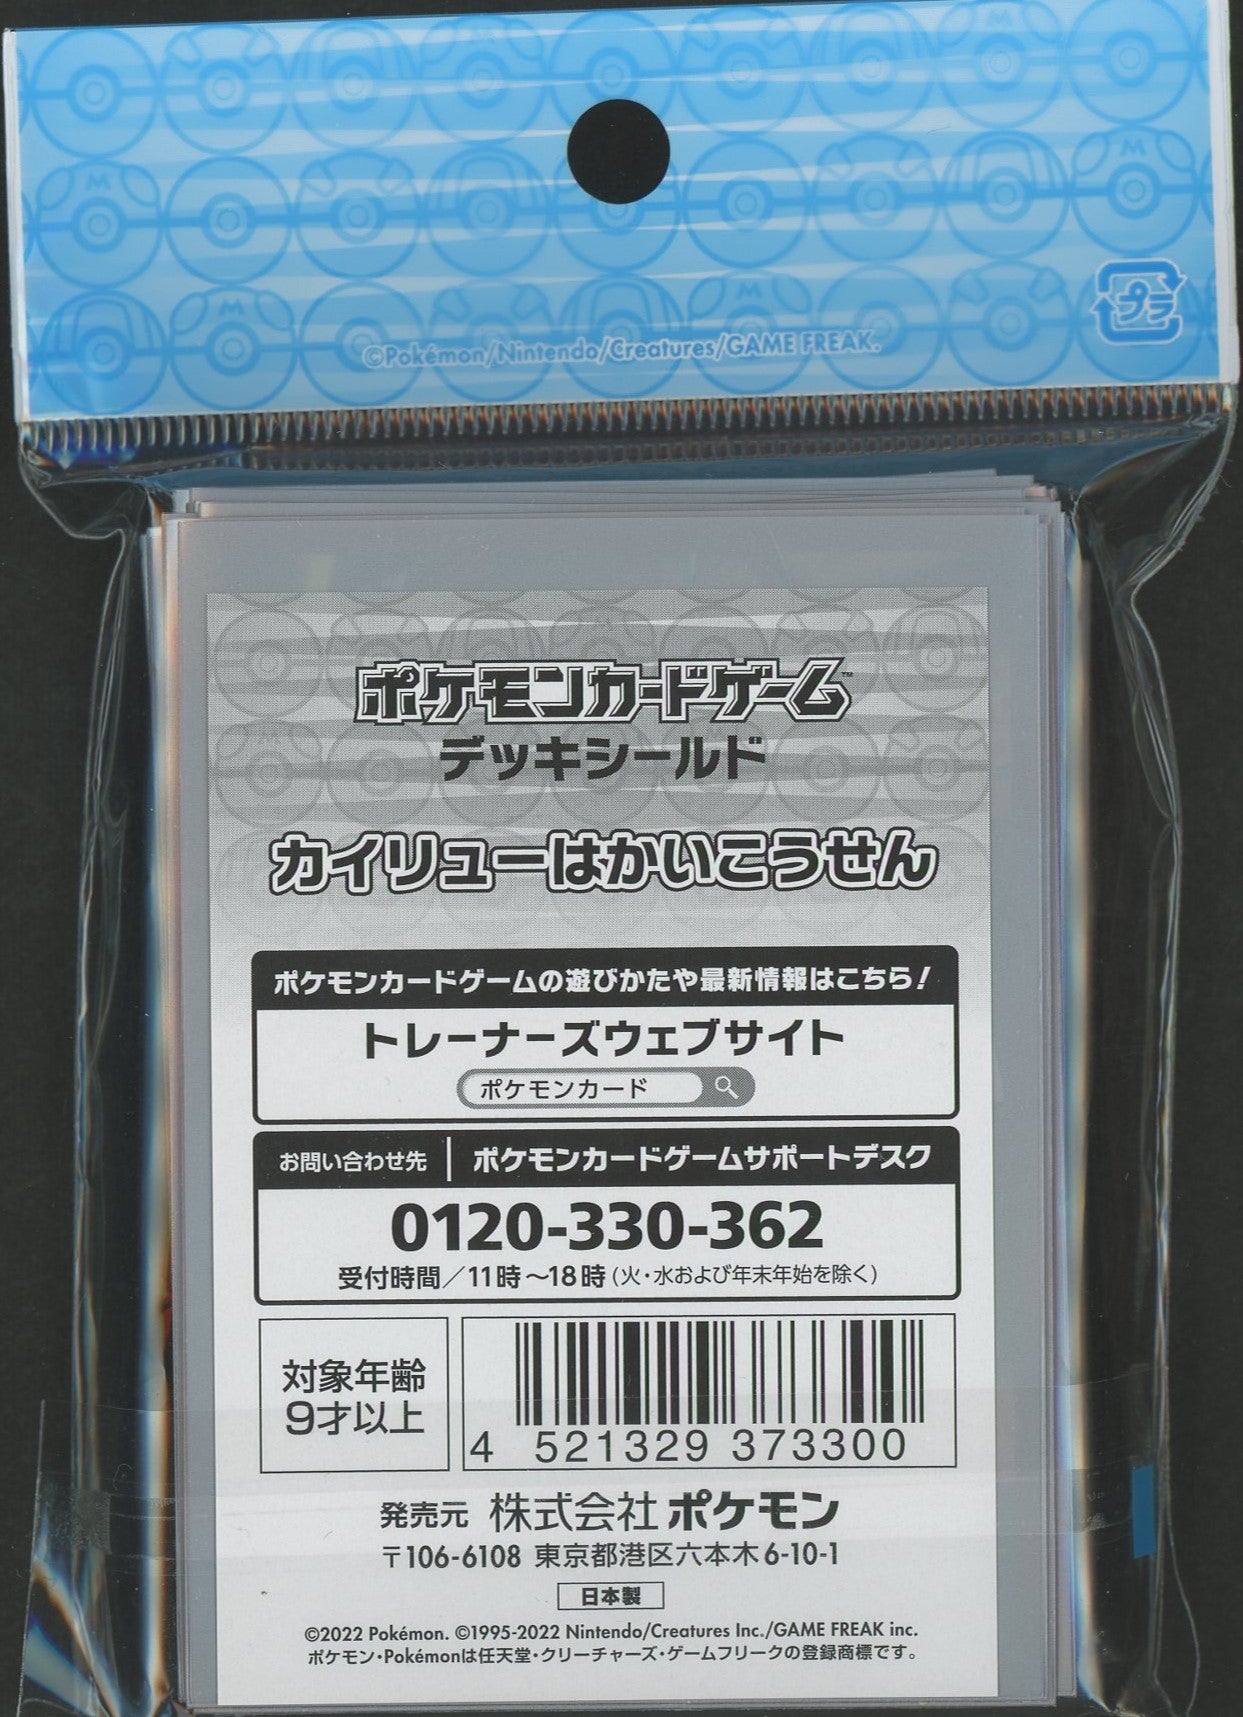 プラ
©Pokémon/Nintendo/Creatures/GAME FREAK.
ポケモンカードゲーム™
デッキシールド
カイリューはかいこうせん
ポケモンカードゲームの遊びかたや最新情報はこちら!
トレーナーズウェブサイト
ポケモンカード
お問い合わせ先 ポケモンカードゲームサポートデスク
0120-330-362
受付時間/11時~18時(火・水および年末年始を除く)
対象年齢
9才以上
4 521329 373300
発売元 株式会社ポケモン
〒106-6108 東京都港区六本木6-10-1
日本製
©2022 Pokémon. ©1995-2022 Nintendo/Creatures Inc./GAME FREAK inc.
ポケモン・Pokémonは任天堂・クリーチャーズ・ゲームフリークの登録商標です。